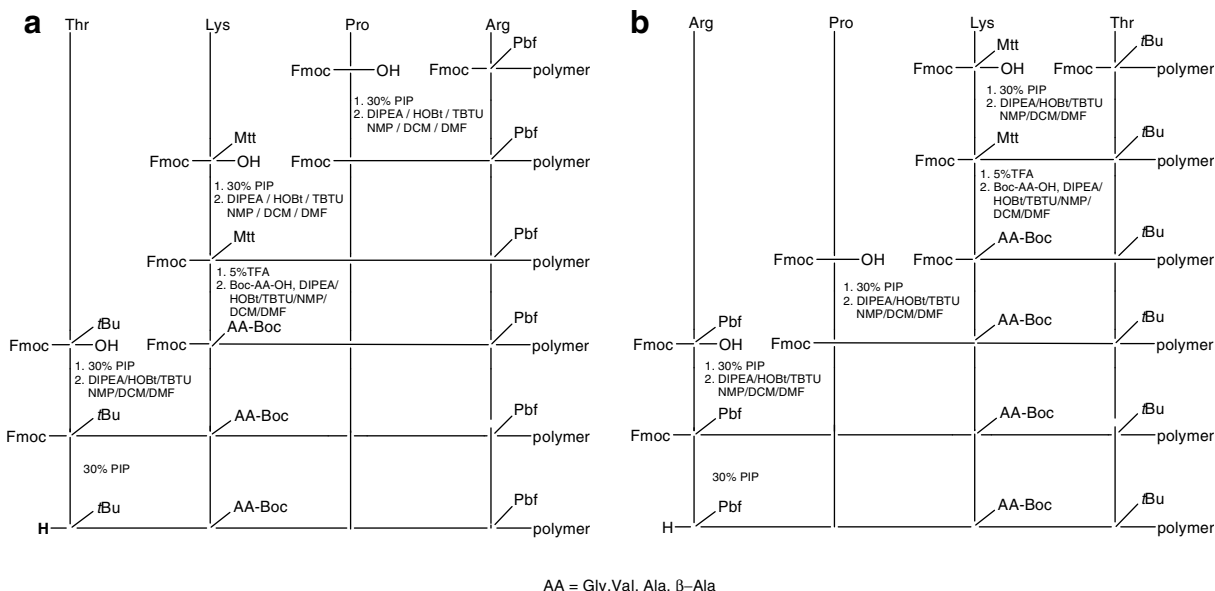 a
Thr Lys Pro Arg
Pbf
Fmoc OH Fmoc polymer
1. 30% PIP
2. DIPEA / HOBt / TBTU
NMP / DCM / DMF
Mtt Pbf
Fmoc OH Fmoc polymer
1. 30% PIP
2. DIPEA / HOBt / TBTU
NMP / DCM / DMF
Mtt Pbf
Fmoc polymer
1. 5%TFA
2. Boc-AA-OH, DIPEA/
HOBt/TBTU/NMP/
DCM/DMF
tBu AA-Boc Pbf
Fmoc OH Fmoc polymer
1. 30% PIP
2. DIPEA/HOBt/TBTU
NMP/DCM/DMF
tBu AA-Boc Pbf
Fmoc polymer
30% PIP
tBu AA-Boc Pbf
H polymer
b
Arg Pro Lys Thr
Mtt tBu
Fmoc OH Fmoc polymer
1. 30% PIP
2. DIPEA/HOBt/TBTU
NMP/DCM/DMF
Mtt tBu
Fmoc polymer
1. 5%TFA
2. Boc-AA-OH, DIPEA/
HOBt/TBTU/NMP/
DCM/DMF
AA-Boc tBu
Fmoc OH Fmoc polymer
1. 30% PIP
2. DIPEA/HOBt/TBTU
NMP/DCM/DMF
Pbf AA-Boc tBu
Fmoc OH Fmoc polymer
1. 30% PIP
2. DIPEA/HOBt/TBTU
NMP/DCM/DMF
Pbf AA-Boc tBu
Fmoc polymer
30% PIP
Pbf AA-Boc tBu
H polymer
AA = Gly,Val, Ala, β–Ala